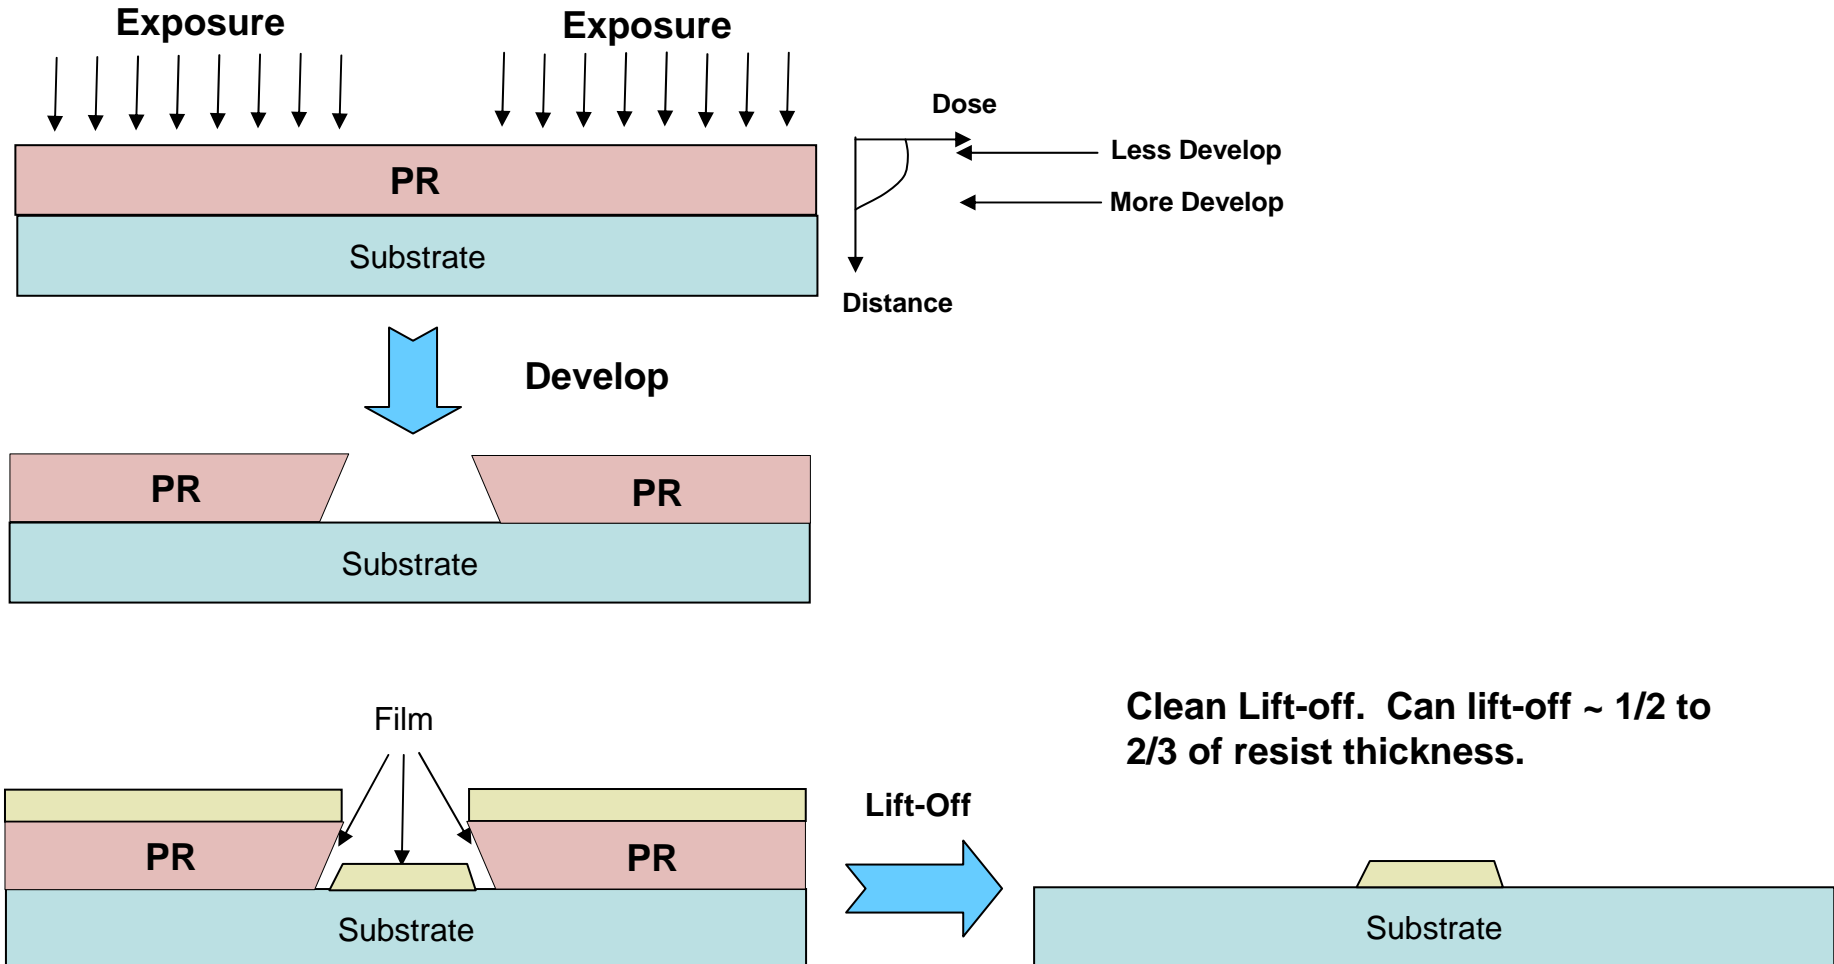 Exposure
Exposure
Dose
Less Develop
PR
More Develop
Substrate
Distance
Develop
PR
PR
Substrate
Clean Lift-off.  Can lift-off ~ 1/2 to
2/3 of resist thickness.
Film
Lift-Off
PR
PR
Substrate
Substrate